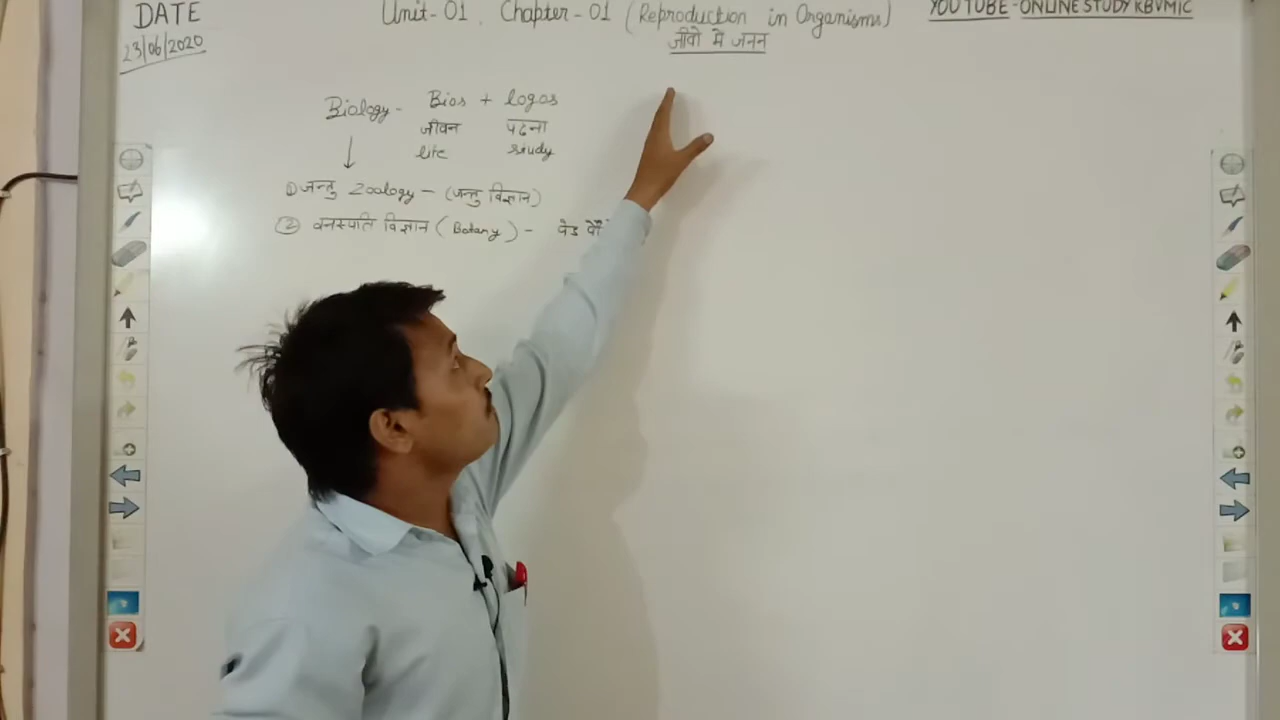 DATE
23/06/2020
Unit-01, Chapter-01 (Reproduction in Organisms)
जीवो मे जनन
YOUTUBE-ONLINE STUDY KBVMIC
Biology - Bios + logos
जीवन पढना
life study
① जन्तु Zoology - (जन्तु विज्ञान)
② वनस्पति विज्ञान (Botany) - पेड